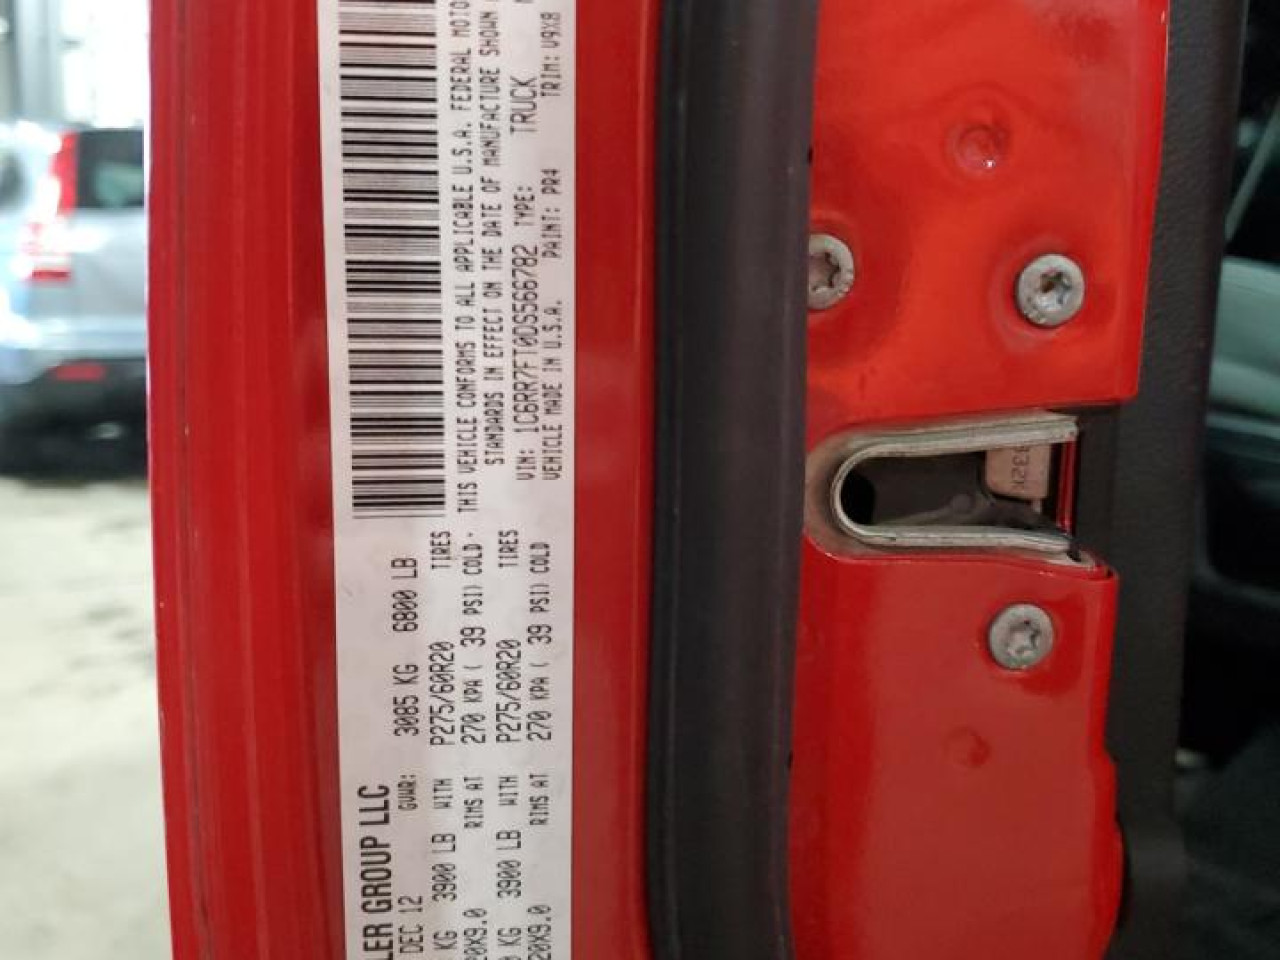 LER GROUP LLC
DEC 12 GVWR: 3085 KG 6800 LB
KG 3900 LB WITH P275/60R20 TIRES
20X9.0 RIMS AT 270 KPA ( 39 PSI) COLD
KG 3900 LB WITH P275/60R20 TIRES
20X9.0 RIMS AT 270 KPA ( 39 PSI) COLD
THIS VEHICLE CONFORMS TO ALL APPLICABLE U.S.A. FEDERAL MOTO
STANDARDS IN EFFECT ON THE DATE OF MANUFACTURE SHOWN
VIN: 1C6RR7FT0DS566782 TYPE: TRUCK
VEHICLE MADE IN U.S.A. PAINT: PR4 TRIM: V9X8